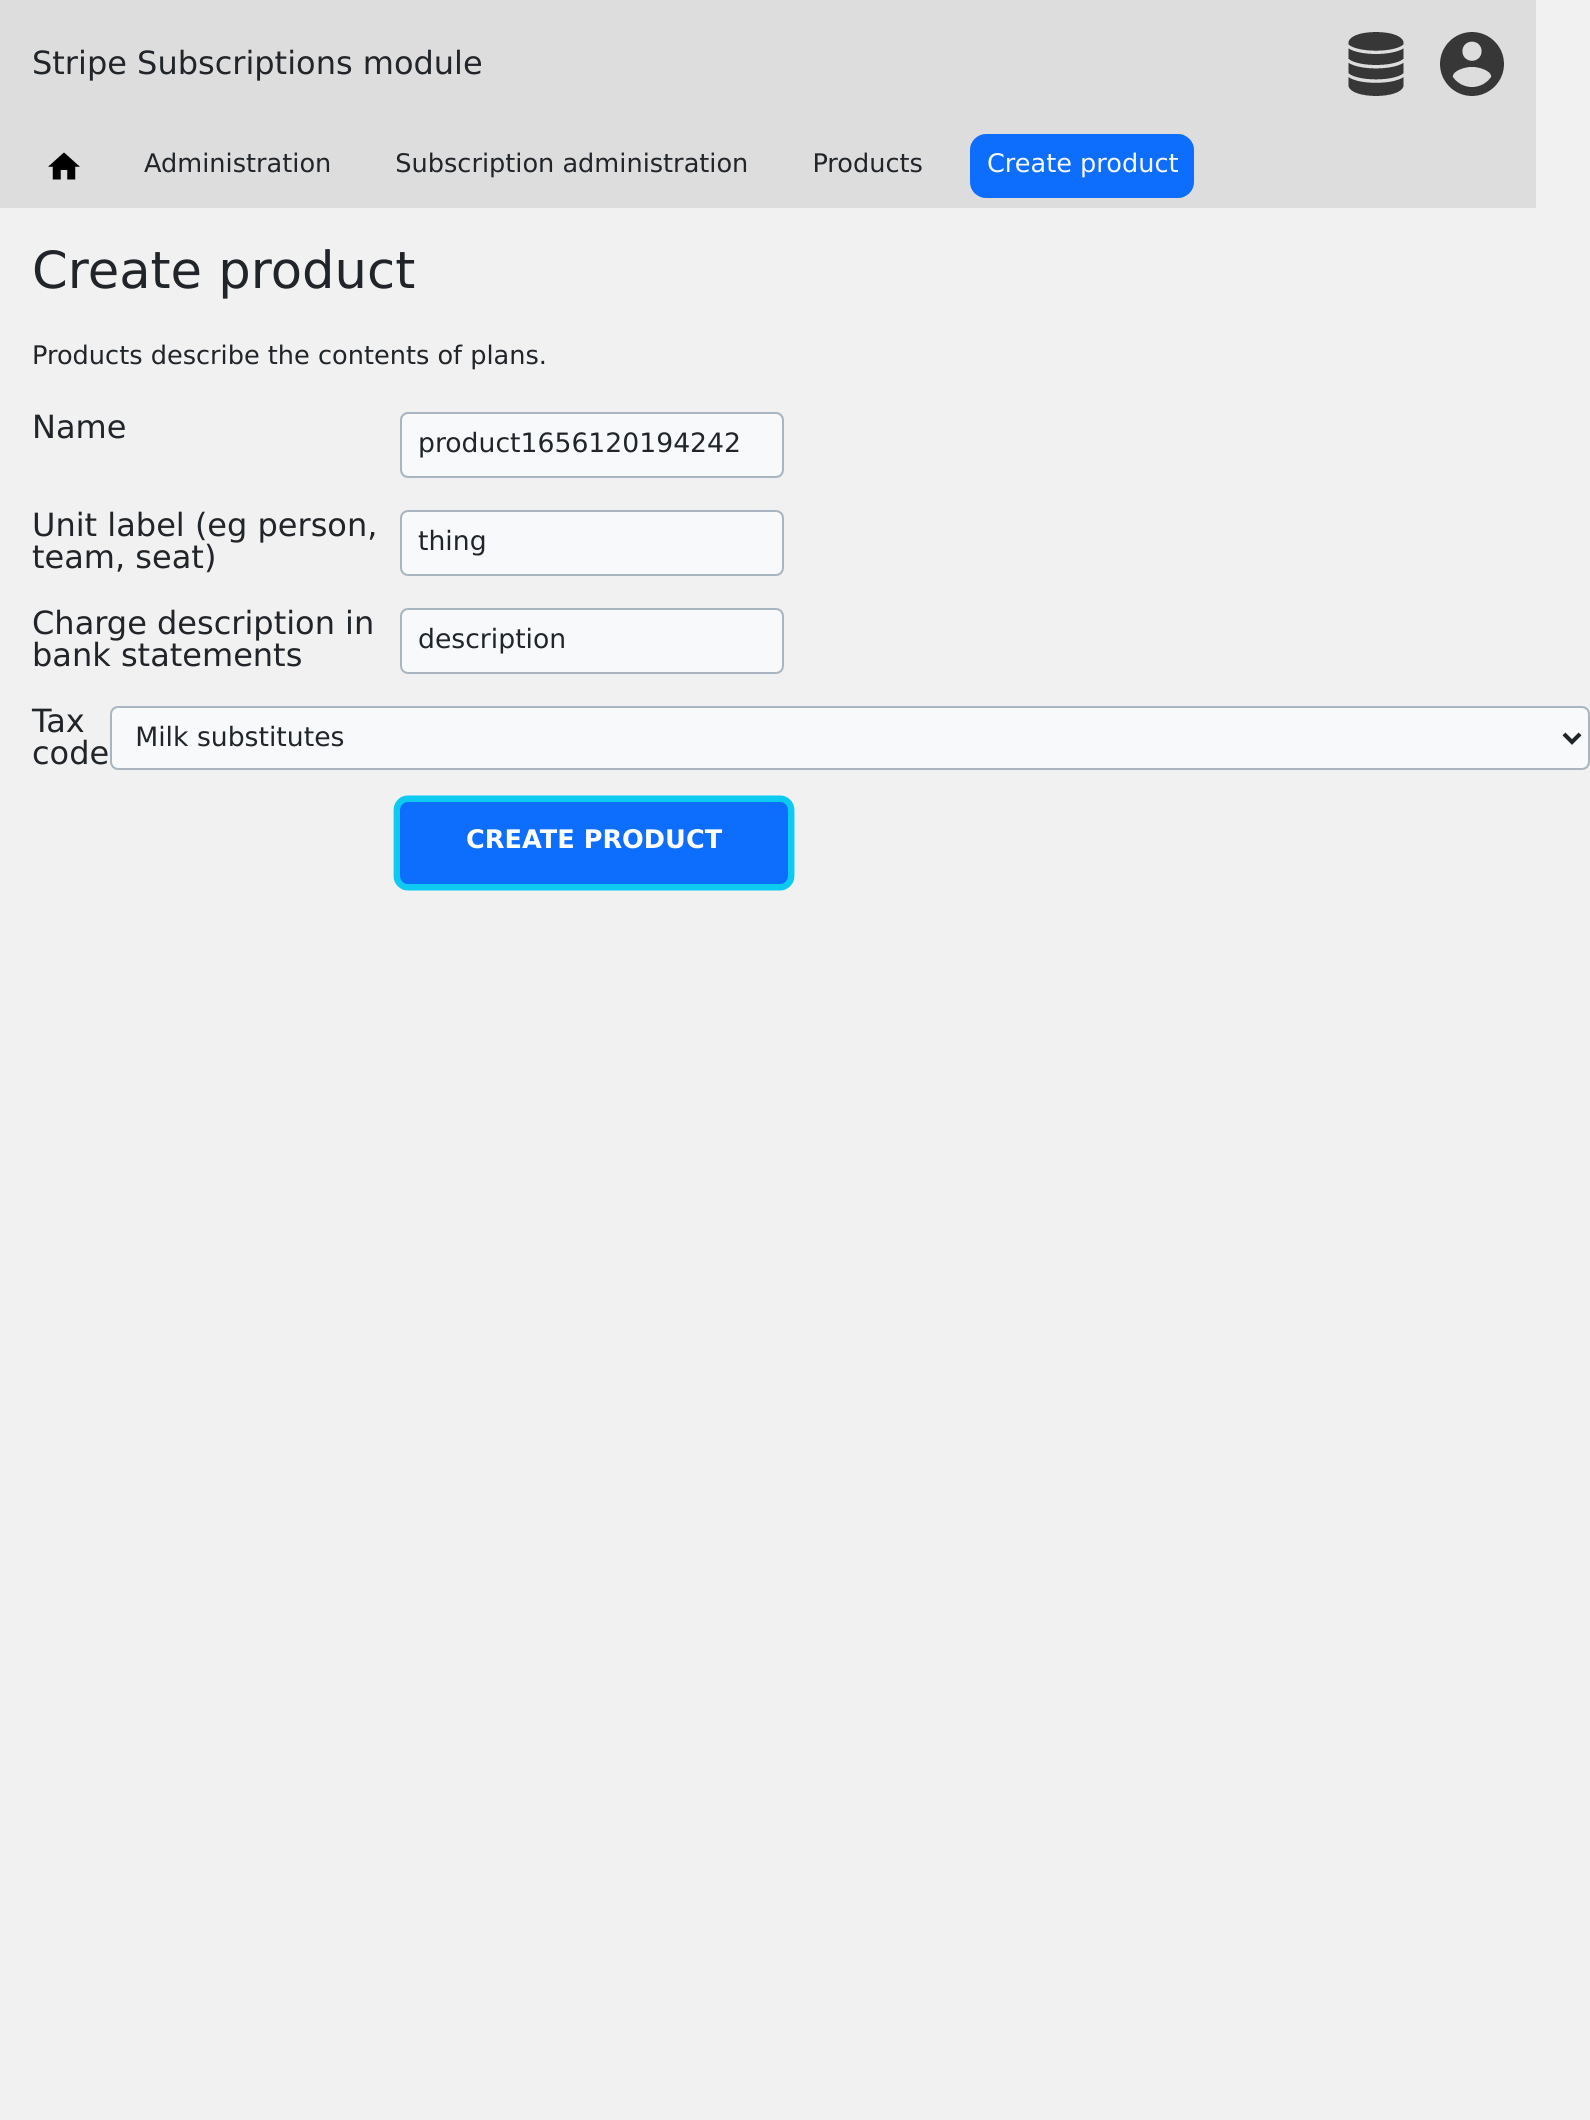 Stripe Subscriptions module
Administration
Subscription administration
Products
Create product
Create product
Products describe the contents of plans.
Name
product1656120194242
Unit label (eg person,
team, seat)
thing
Charge description in
bank statements
description
Tax
code
Milk substitutes
CREATE PRODUCT